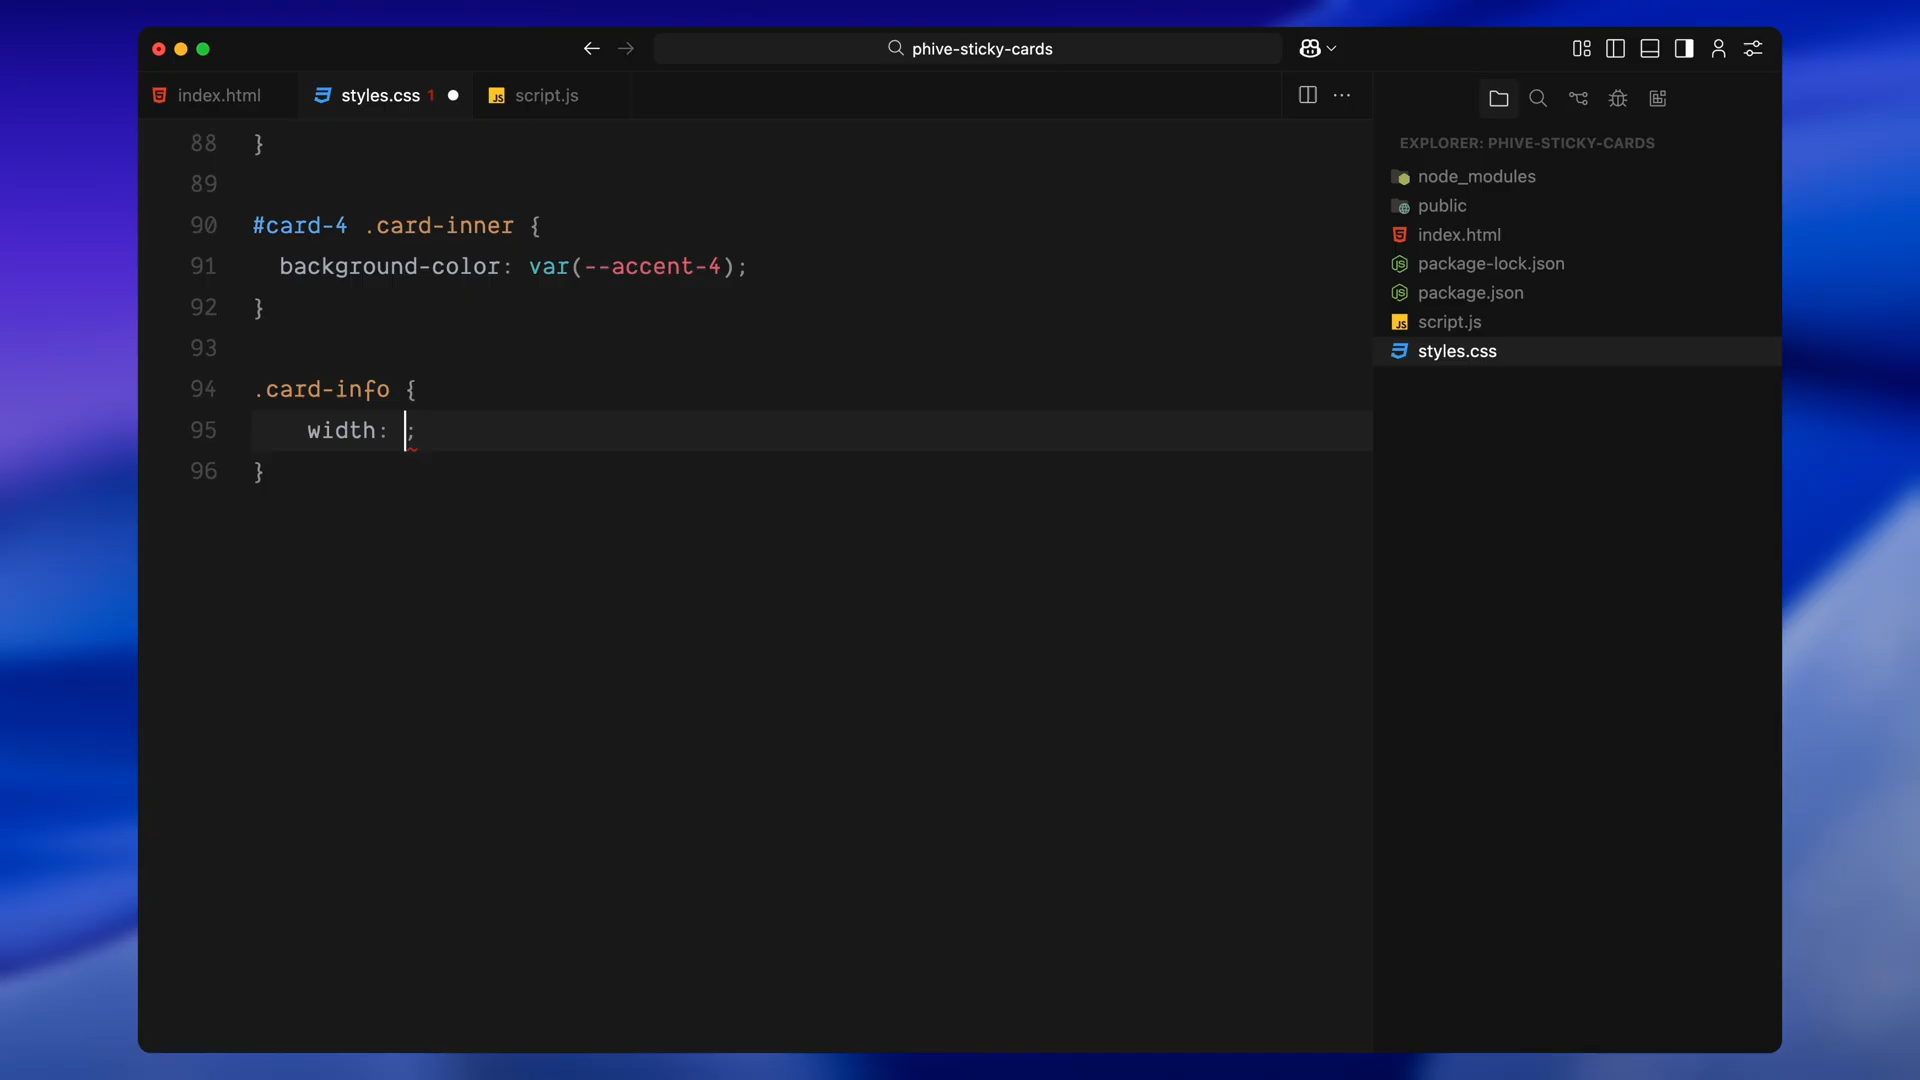 phive-sticky-cards
index.html
styles.css 1
script.js
EXPLORER: PHIVE-STICKY-CARDS
node_modules
public
index.html
package-lock.json
package.json
script.js
styles.css
88 }
89
90 #card-4 .card-inner {
91 background-color: var(--accent-4);
92 }
93
94 .card-info {
95 width: ;
96 }